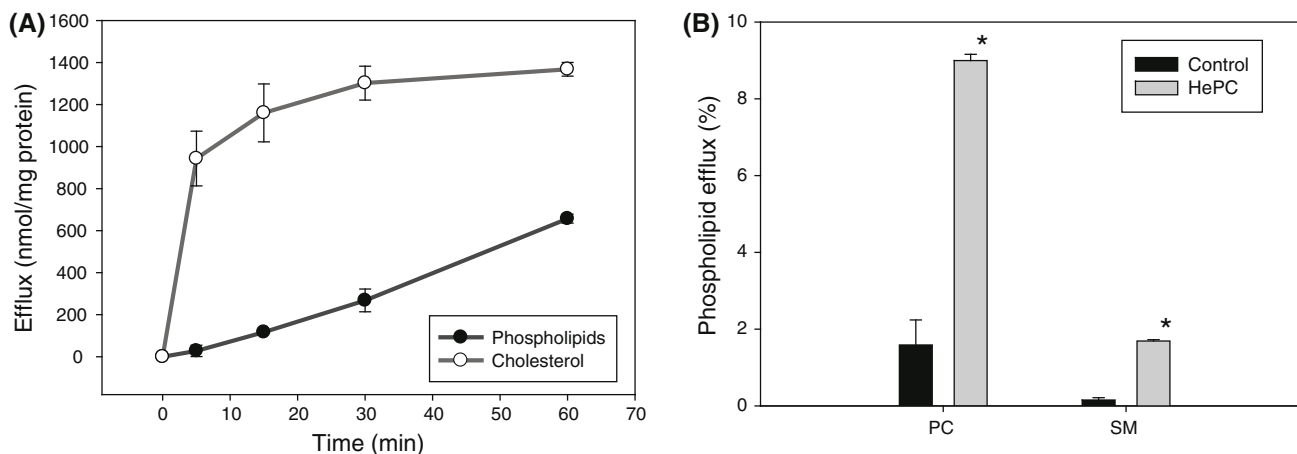 (A)
1600
1400
1200
1000
800
600
400
200
0
Efflux (nmol/mg protein)
0 10 20 30 40 50 60 70
Time (min)
Phospholipids
Cholesterol
(B)
10
8
6
4
2
0
Phospholipid efflux (%)
Control
HePC
*
*
PC SM